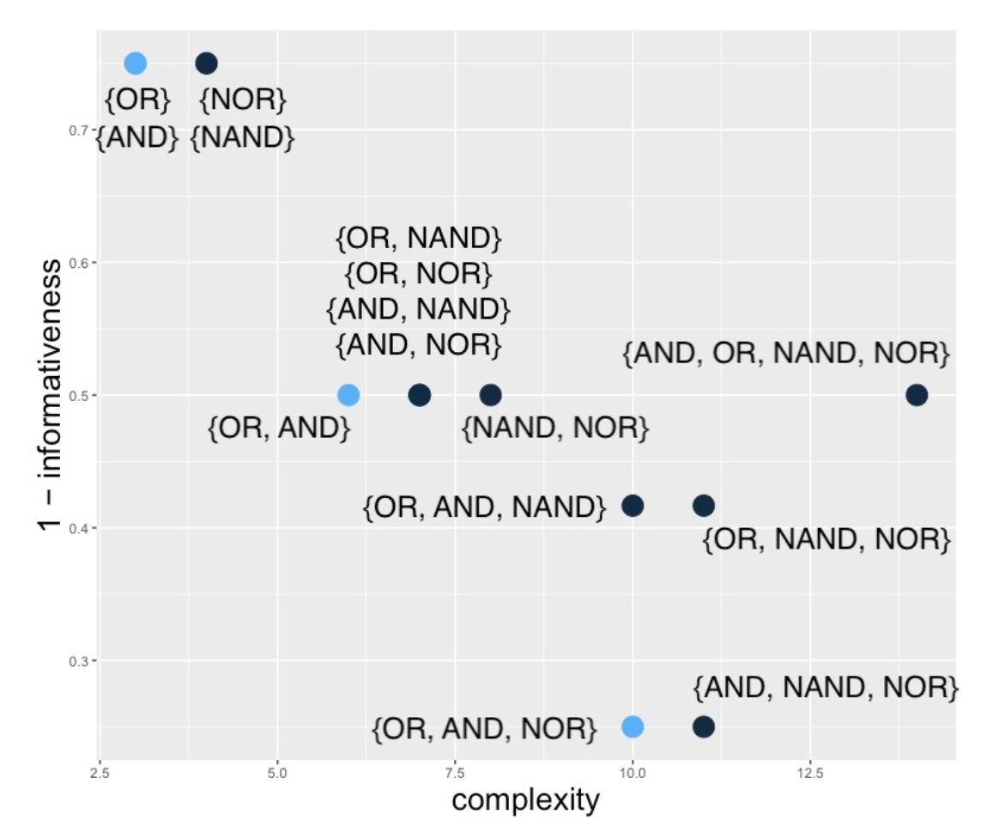 {OR} {NOR}
0.7 {AND} {NAND}
{OR, NAND}
0.6
{OR, NOR}
{AND, NAND}
{AND, NOR}
{AND, OR, NAND, NOR}
0.5
{OR, AND} {NAND, NOR}
{OR, AND, NAND}
0.4
{OR, NAND, NOR}
0.3
{AND, NAND, NOR}
{OR, AND, NOR}
1 − informativeness
2.5 5.0 7.5 10.0 12.5
complexity